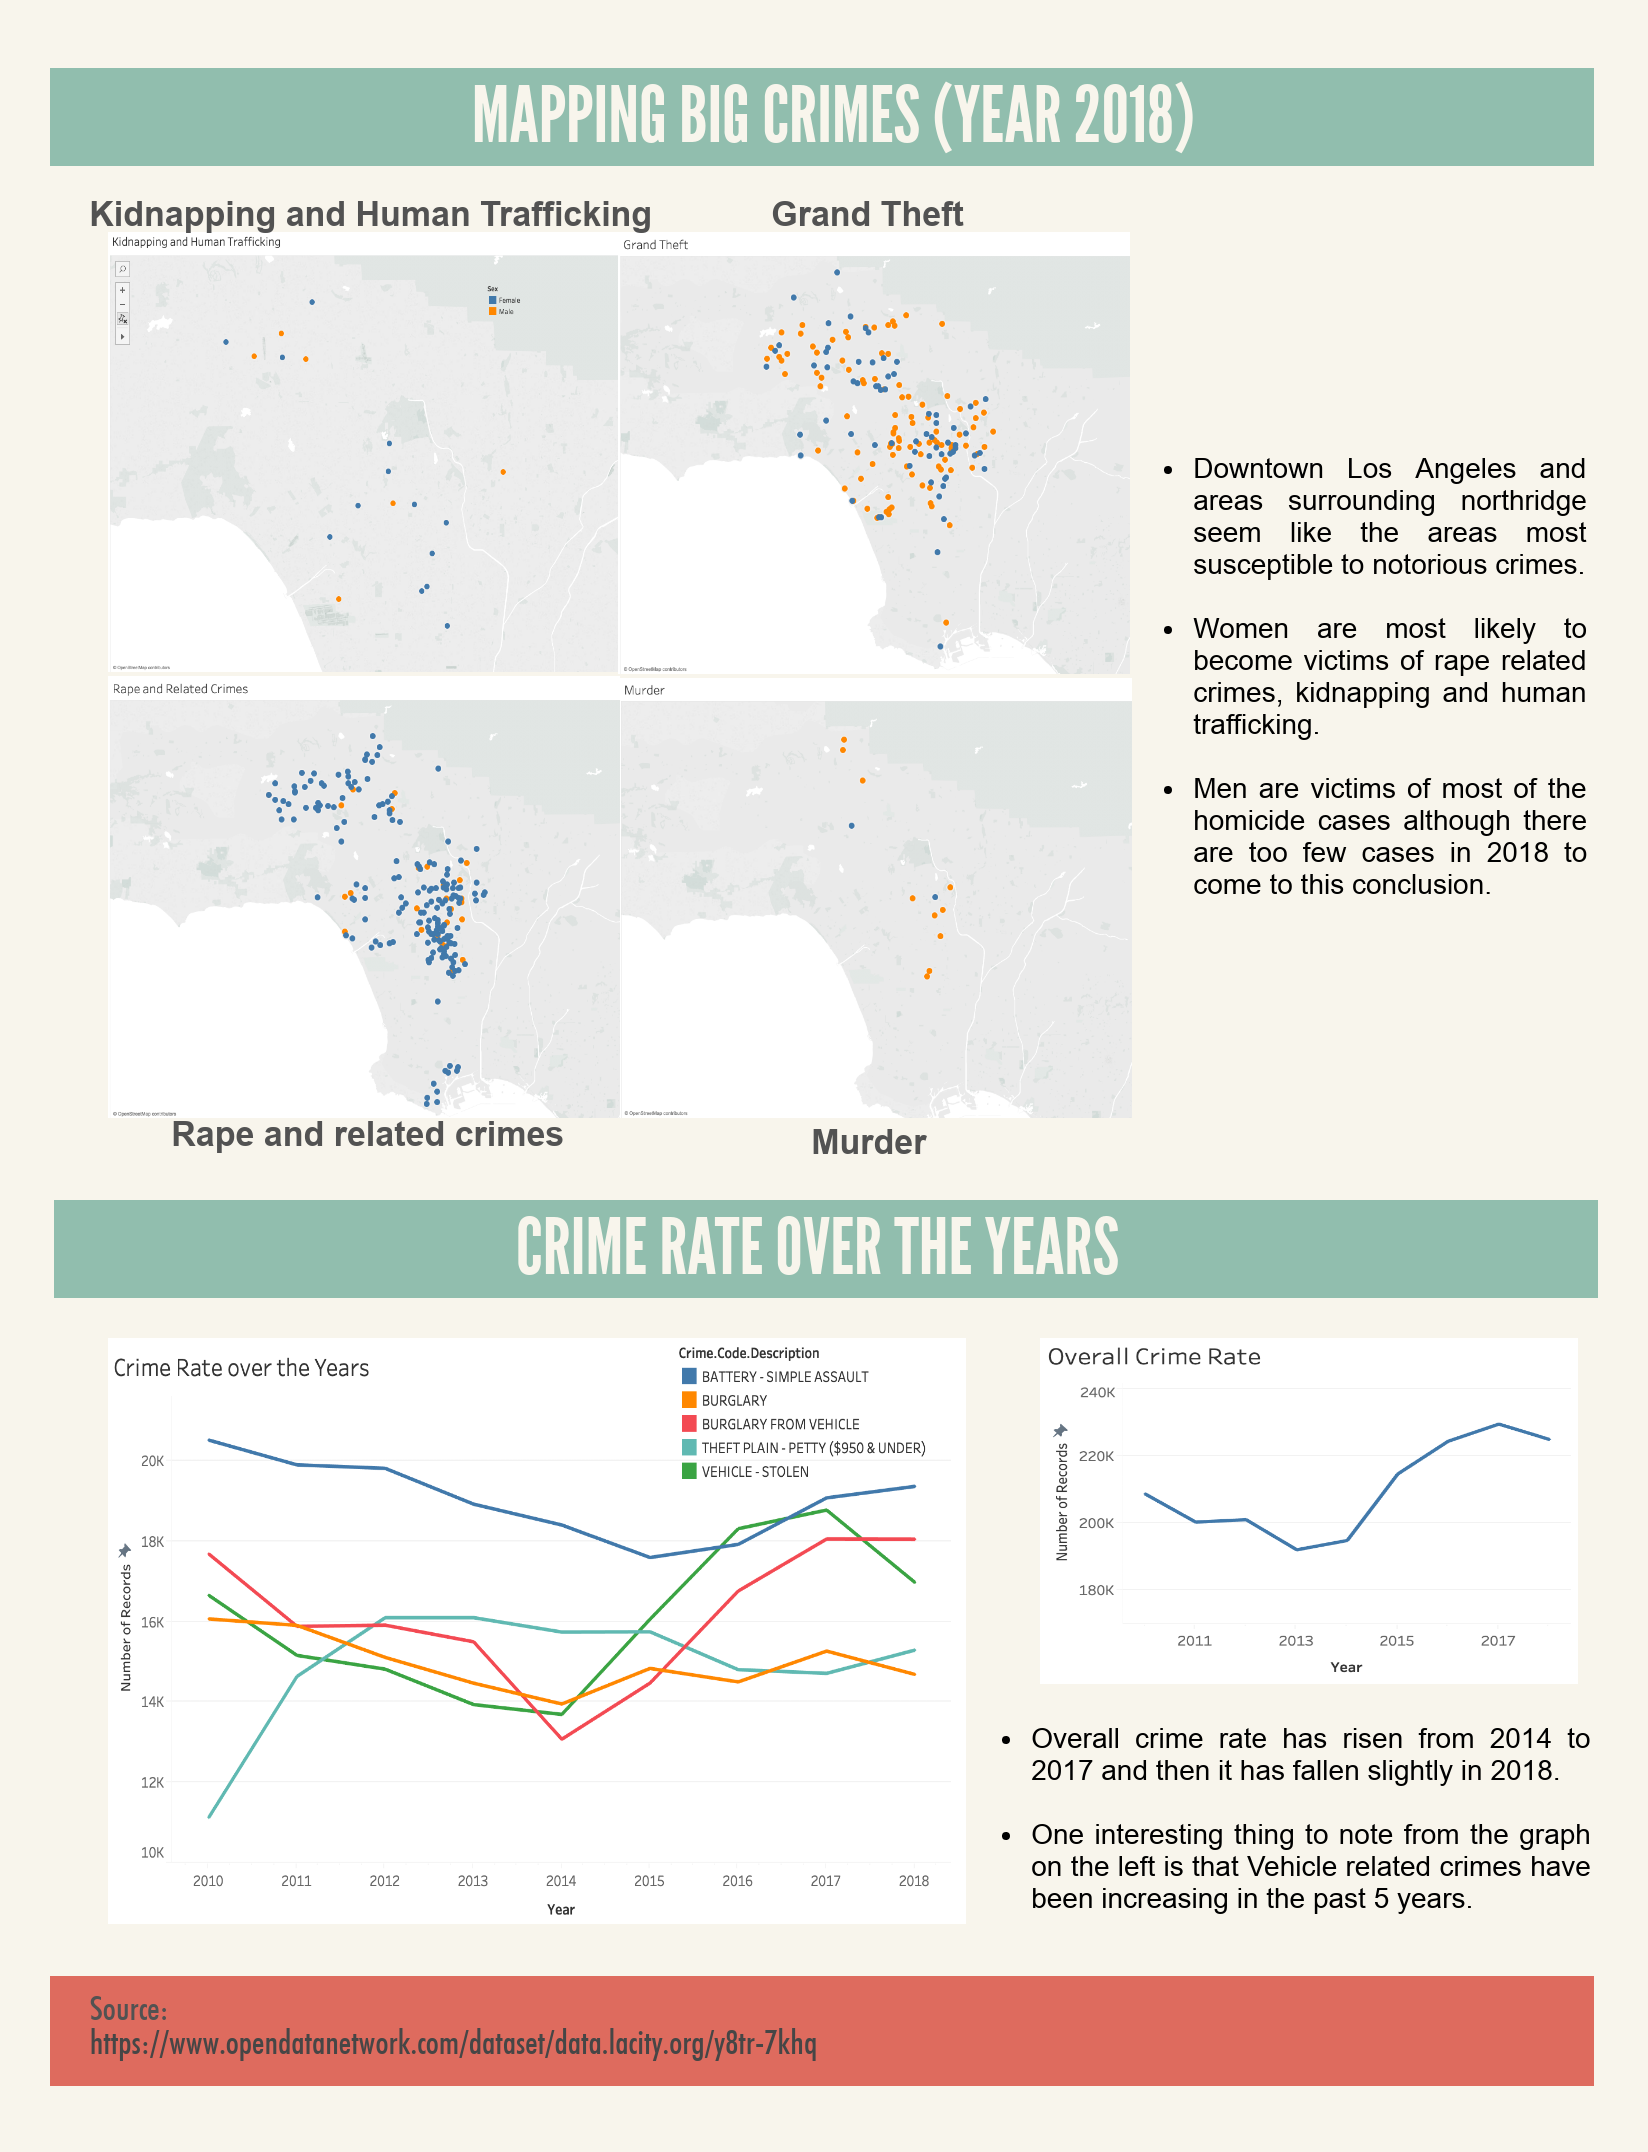 MAPPING BIG CRIMES (YEAR 2018)
Kidnapping and Human Trafficking
Grand Theft
Kidnapping and Human Trafficking
Sex
Female
Male
© OpenStreetMap contributors
Grand Theft
© OpenStreetMap contributors
Rape and Related Crimes
© OpenStreetMap contributors
Murder
© OpenStreetMap contributors
Rape and related crimes
Murder
• Downtown Los Angeles and
areas surrounding northridge
seem like the areas most
susceptible to notorious crimes.
• Women are most likely to
become victims of rape related
crimes, kidnapping and human
trafficking.
• Men are victims of most of the
homicide cases although there
are too few cases in 2018 to
come to this conclusion.
CRIME RATE OVER THE YEARS
Crime Rate over the Years
Crime.Code.Description
BATTERY - SIMPLE ASSAULT
BURGLARY
BURGLARY FROM VEHICLE
THEFT PLAIN - PETTY ($950 & UNDER)
VEHICLE - STOLEN
Number of Records
20K
18K
16K
14K
12K
10K
2010 2011 2012 2013 2014 2015 2016 2017 2018
Year
Overall Crime Rate
Number of Records
240K
220K
200K
180K
2011 2013 2015 2017
Year
• Overall crime rate has risen from 2014 to
2017 and then it has fallen slightly in 2018.
• One interesting thing to note from the graph
on the left is that Vehicle related crimes have
been increasing in the past 5 years.
Source:
https://www.opendatanetwork.com/dataset/data.lacity.org/y8tr-7khq